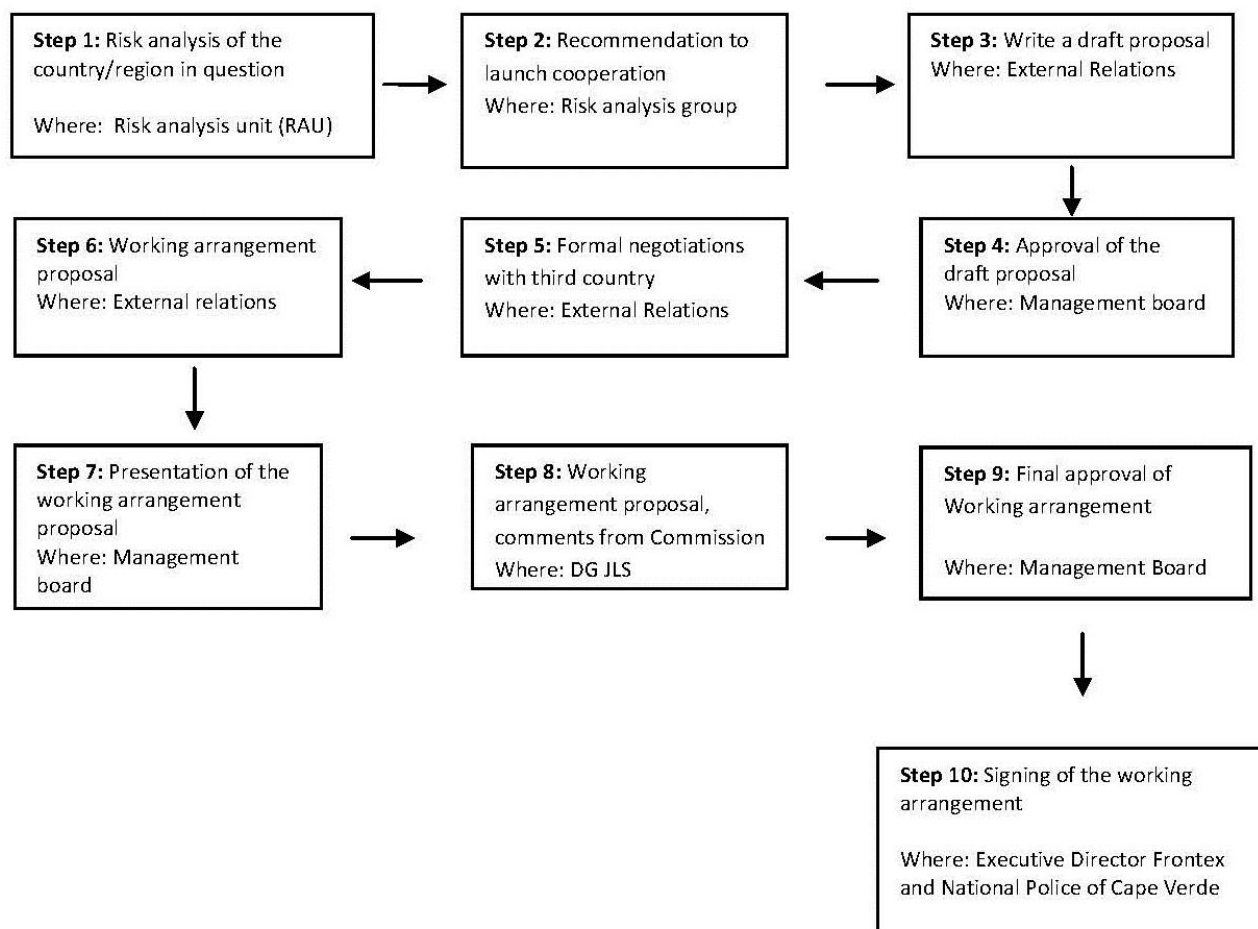 Step 1: Risk analysis of the
country/region in question
Where: Risk analysis unit (RAU)
Step 2: Recommendation to
launch cooperation
Where: Risk analysis group
Step 3: Write a draft proposal
Where: External Relations
Step 4: Approval of the
draft proposal
Where: Management board
Step 5: Formal negotiations
with third country
Where: External Relations
Step 6: Working arrangement
proposal
Where: External relations
Step 7: Presentation of the
working arrangement
proposal
Where: Management
board
Step 8: Working
arrangement proposal,
comments from Commission
Where: DG JLS
Step 9: Final approval of
Working arrangement
Where: Management Board
Step 10: Signing of the working
arrangement
Where: Executive Director Frontex
and National Police of Cape Verde